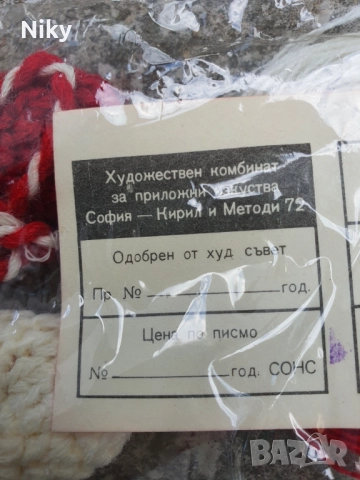 Niky
Художествен комбинат
за приложни изкуства
София — Кирил и Методи 72
Одобрен от худ съвет
Пр №  год.
Цена по писмо
№  год. СОНС
BAZAR